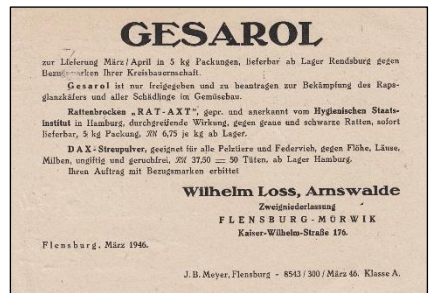 GESAROL
zur Lieferung März/April in 5 kg Packungen, lieferbar ab Lager Rendsburg gegen
Bezugsmarken Ihrer Kreisbauernschaft.
Gesarol ist nur freigegeben und zu beantragen zur Bekämpfung des Raps-
glanzkäfers und aller Schädlinge im Gemüsebau.
Rattenbrocken „RAT-AXT“, gepr. und anerkannt vom Hygienischen Staats-
institut in Hamburg, durchgreifende Wirkung, gegen graue und schwarze Ratten, sofort
lieferbar, 5 kg Packung, RM 6,75 je kg ab Lager.
DAX-Streupulver, geeignet für alle Pelztiere und Federvieh, gegen Flöhe, Läuse,
Milben, ungiftig und geruchfrei, RM 37,50 = 50 Tüten, ab Lager Hamburg.
Ihren Auftrag mit Bezugsmarken erbittet
Wilhelm Loss, Arnswalde
Zweigniederlassung
FLENSBURG-MÜRWIK
Kaiser-Wilhelm-Straße 176.
Flensburg, März 1946.
J. B. Meyer, Flensburg - 8543/300/März 46. Klasse A.